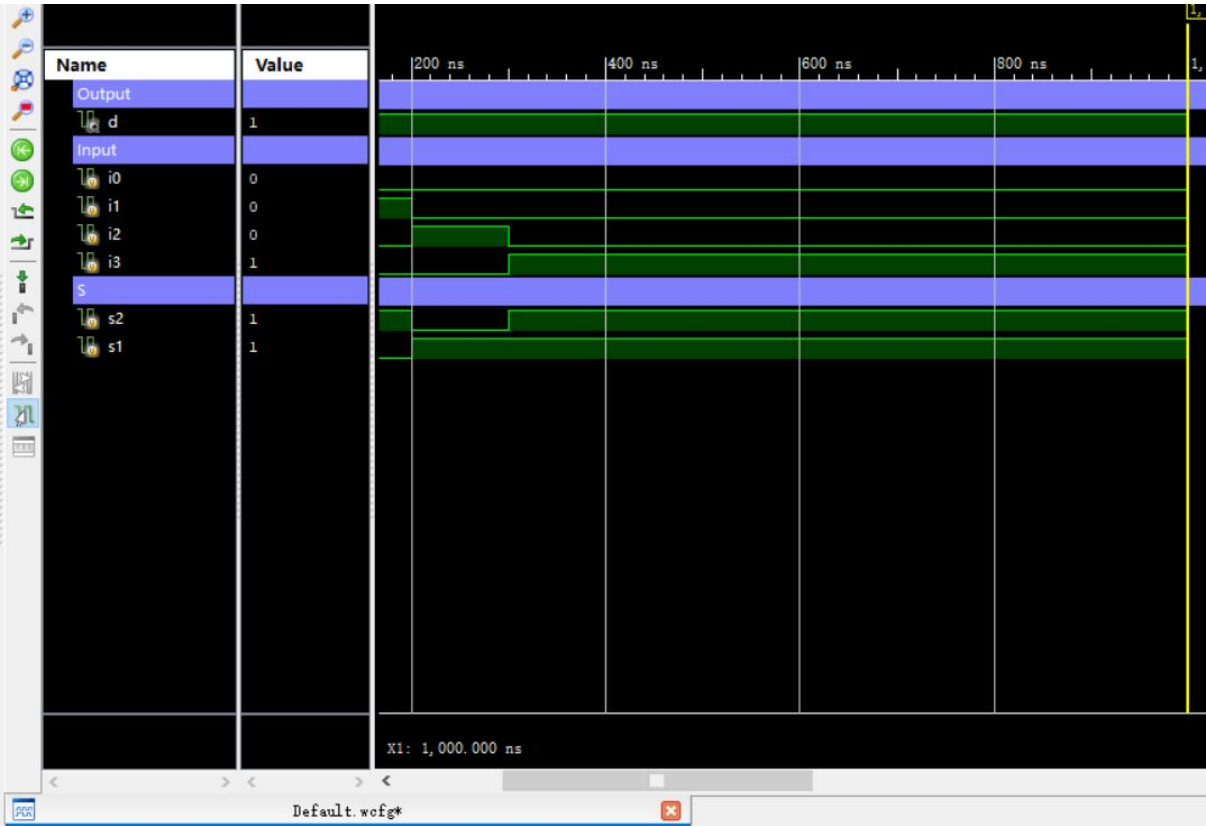 1,
Name Value 200 ns 400 ns 600 ns 800 ns 1,
Output
d 1
Input
i0 0
i1 0
i2 0
i3 1
S
s2 1
s1 1
X1: 1,000.000 ns
Default.wcfg*